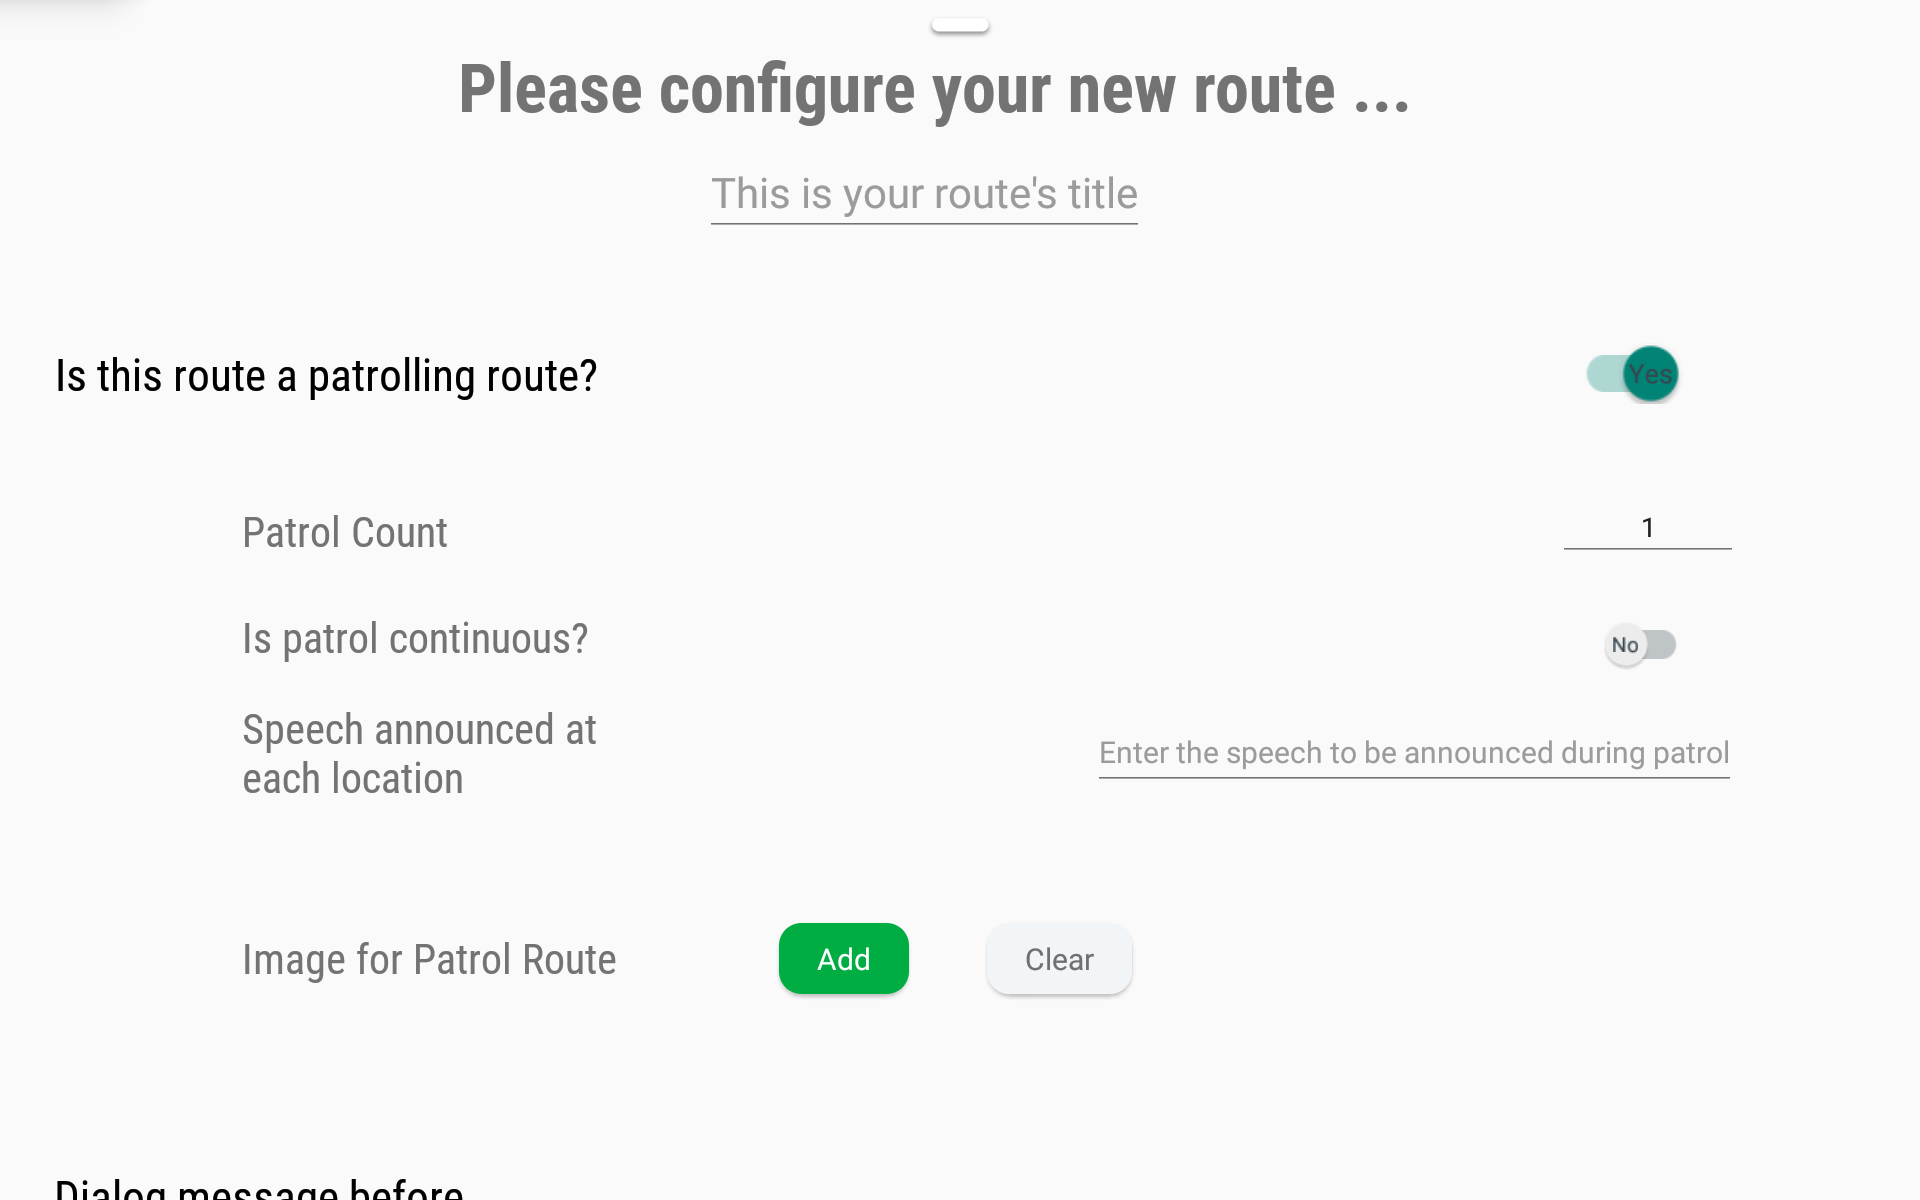 Please configure your new route ...
This is your route's title
Is this route a patrolling route?
Yes
Patrol Count
1
Is patrol continuous?
No
Speech announced at
each location
Enter the speech to be announced during patrol
Image for Patrol Route
Add
Clear
Dialog message before